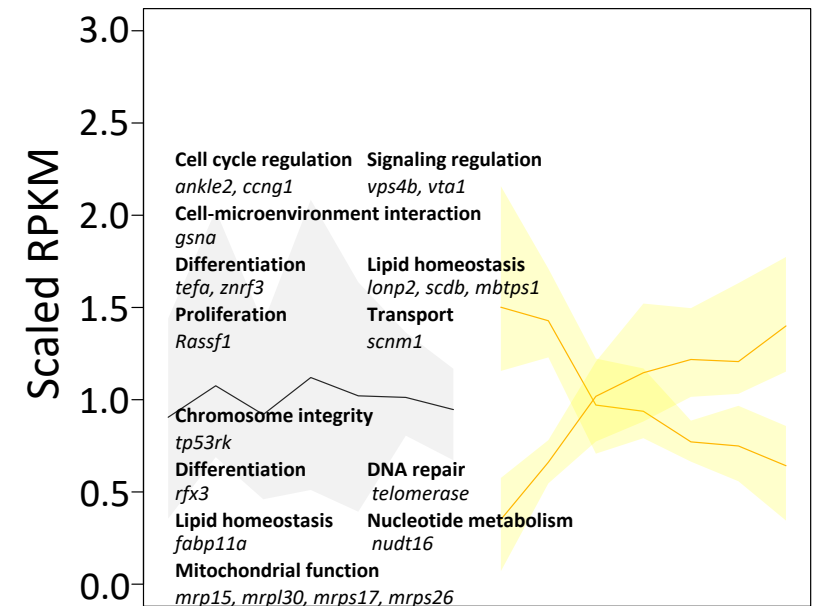 3.0
2.5
2.0
1.5
1.0
0.5
0.0
Scaled RPKM
Cell cycle regulation Signaling regulation
ankle2, ccng1 vps4b, vta1
Cell-microenvironment interaction
gsna
Differentiation Lipid homeostasis
tefa, znrf3 lonp2, scdb, mbtps1
Proliferation Transport
Rassf1 scnm1
Chromosome integrity
tp53rk
Differentiation DNA repair
rfx3 telomerase
Lipid homeostasis Nucleotide metabolism
fabp11a nudt16
Mitochondrial function
mrp15, mrpl30, mrps17, mrps26